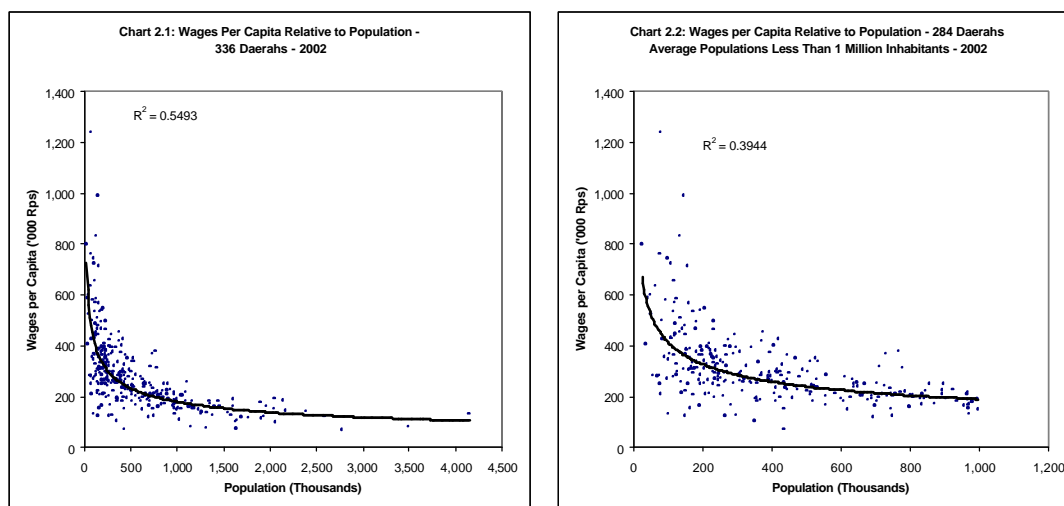 Chart 2.1: Wages Per Capita Relative to Population -
336 Daerahs - 2002
R² = 0.5493
Wages per Capita ('000 Rps)
1,400
1,200
1,000
800
600
400
200
0
0 500 1,000 1,500 2,000 2,500 3,000 3,500 4,000 4,500
Population (Thousands)
Chart 2.2: Wages per Capita Relative to Population - 284 Daerahs
Average Populations Less Than 1 Million Inhabitants - 2002
R² = 0.3944
Wages per Capita ('000 Rps)
1,400
1,200
1,000
800
600
400
200
0
0 200 400 600 800 1,000 1,200
Population (Thousands)